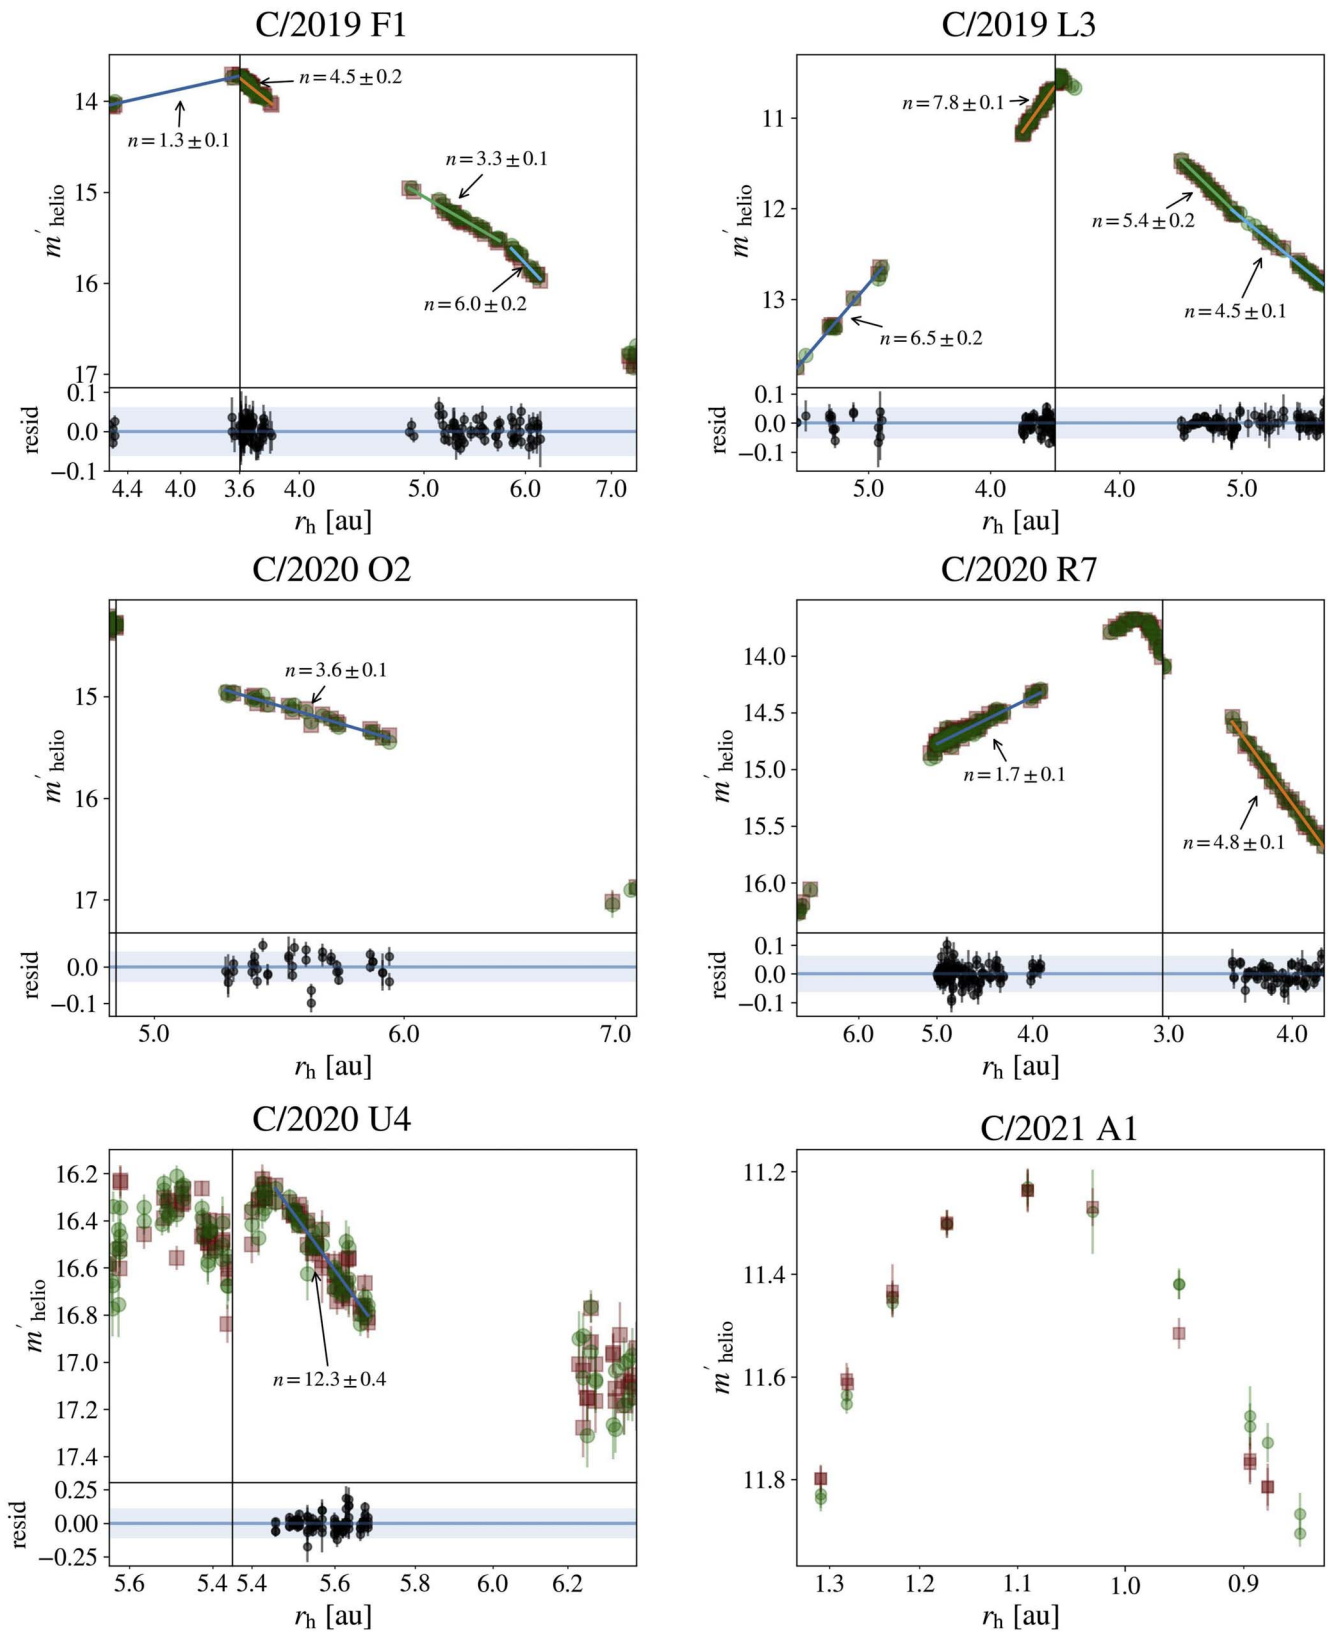 C/2019 F1
14
15
16
17
m′helio
n = 1.3 ± 0.1
n = 4.5 ± 0.2
n = 3.3 ± 0.1
n = 6.0 ± 0.2
0.1
0.0
−0.1
resid
4.4 4.0 3.6 4.0 5.0 6.0 7.0
rh [au]
C/2019 L3
11
12
13
m′helio
n = 7.8 ± 0.1
n = 5.4 ± 0.2
n = 4.5 ± 0.1
n = 6.5 ± 0.2
0.1
0.0
−0.1
resid
5.0 4.0 4.0 5.0
rh [au]
C/2020 O2
15
16
17
m′helio
n = 3.6 ± 0.1
0.0
−0.1
resid
5.0 6.0 7.0
rh [au]
C/2020 R7
14.0
14.5
15.0
15.5
16.0
m′helio
n = 1.7 ± 0.1
n = 4.8 ± 0.1
0.1
0.0
−0.1
resid
6.0 5.0 4.0 3.0 4.0
rh [au]
C/2020 U4
16.2
16.4
16.6
16.8
17.0
17.2
17.4
m′helio
n = 12.3 ± 0.4
0.25
0.00
−0.25
resid
5.6 5.4 5.4 5.6 5.8 6.0 6.2
rh [au]
C/2021 A1
11.2
11.4
11.6
11.8
m′helio
1.3 1.2 1.1 1.0 0.9
rh [au]